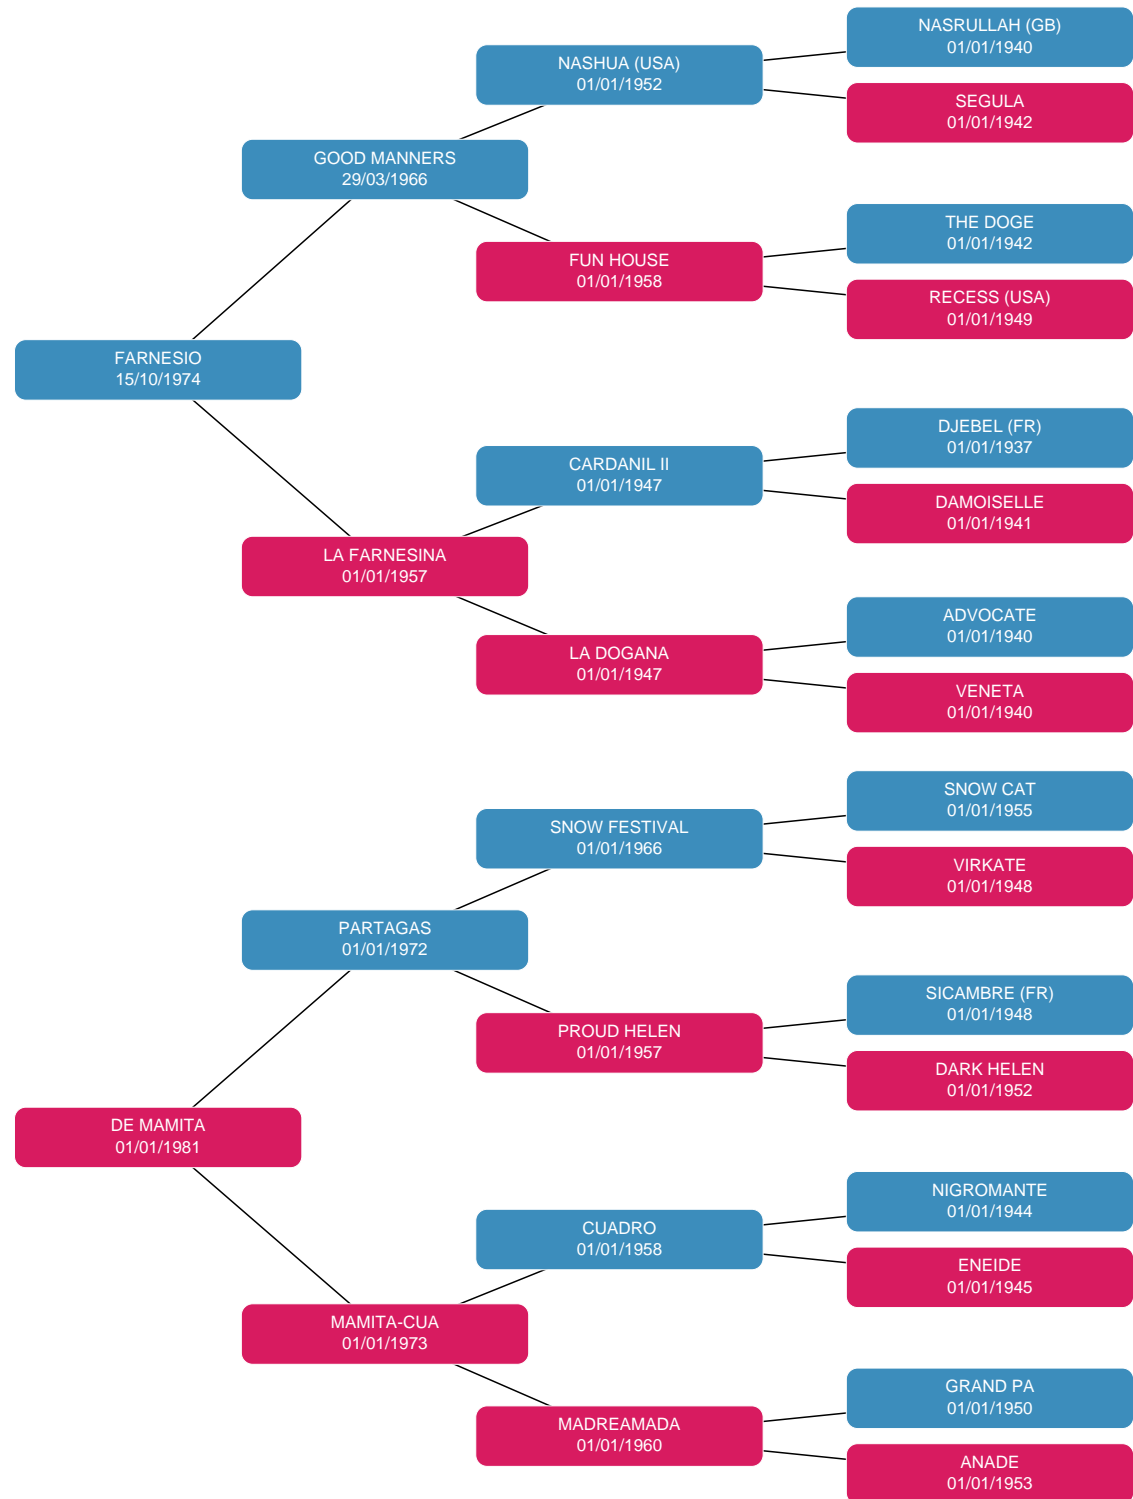 NASRULLAH (GB)
01/01/1940
NASHUA (USA)
01/01/1952
SEGULA
01/01/1942
GOOD MANNERS
29/03/1966
THE DOGE
01/01/1942
FUN HOUSE
01/01/1958
RECESS (USA)
01/01/1949
FARNESIO
15/10/1974
DJEBEL (FR)
01/01/1937
CARDANIL II
01/01/1947
DAMOISELLE
01/01/1941
LA FARNESINA
01/01/1957
ADVOCATE
01/01/1940
LA DOGANA
01/01/1947
VENETA
01/01/1940
SNOW CAT
01/01/1955
SNOW FESTIVAL
01/01/1966
VIRKATE
01/01/1948
PARTAGAS
01/01/1972
SICAMBRE (FR)
01/01/1948
PROUD HELEN
01/01/1957
DARK HELEN
01/01/1952
DE MAMITA
01/01/1981
NIGROMANTE
01/01/1944
CUADRO
01/01/1958
ENEIDE
01/01/1945
MAMITA-CUA
01/01/1973
GRAND PA
01/01/1950
MADREAMADA
01/01/1960
ANADE
01/01/1953